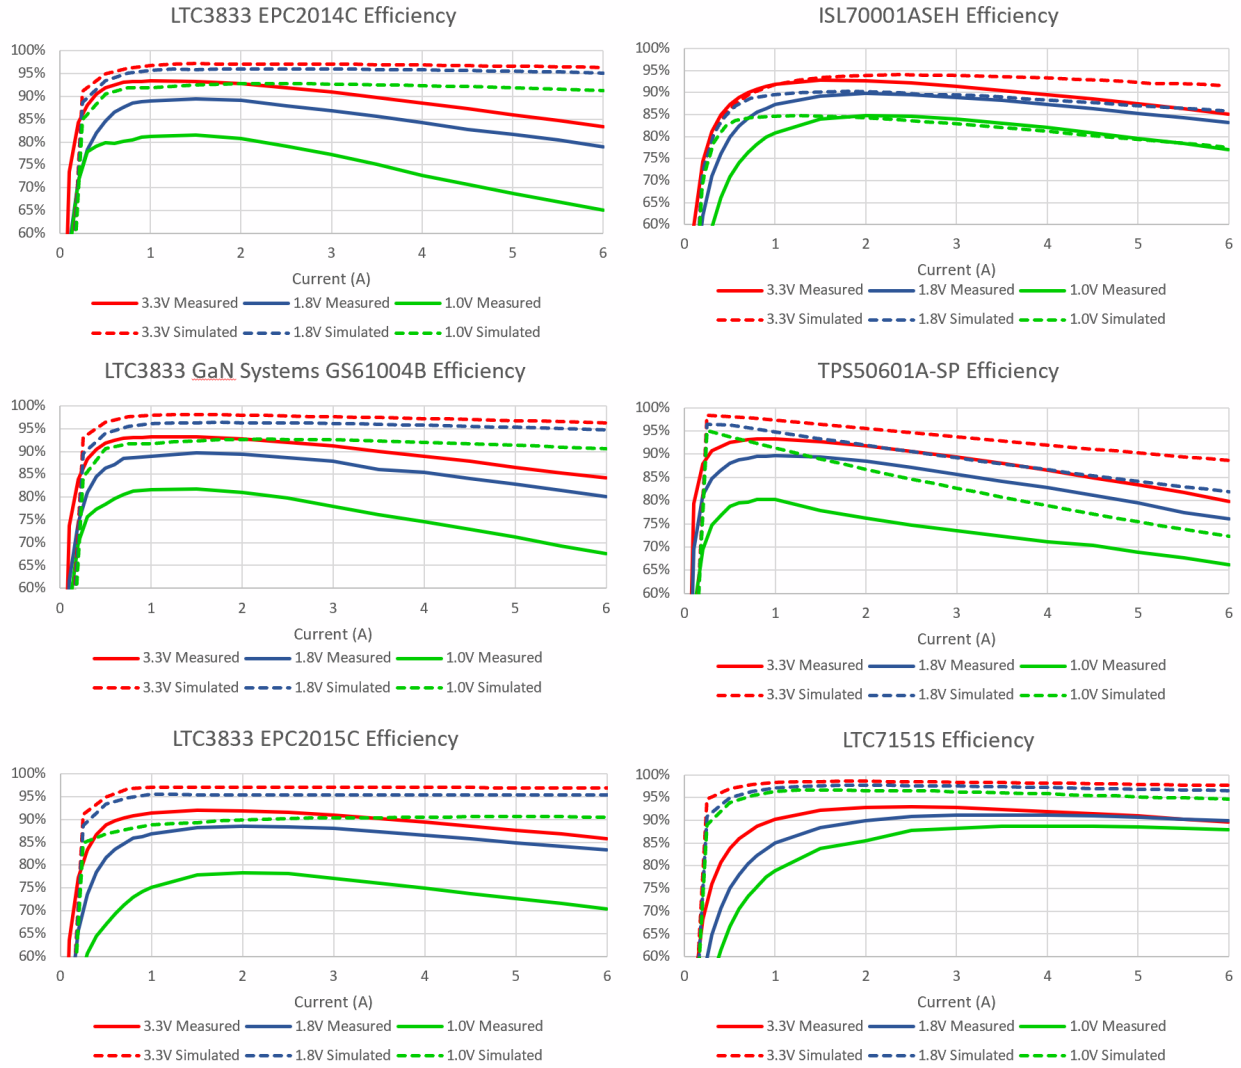 LTC3833 EPC2014C Efficiency
100%
95%
90%
85%
80%
75%
70%
65%
60%
0 1 2 3 4 5 6
Current (A)
3.3V Measured 1.8V Measured 1.0V Measured
3.3V Simulated 1.8V Simulated 1.0V Simulated
ISL70001ASEH Efficiency
100%
95%
90%
85%
80%
75%
70%
65%
60%
0 1 2 3 4 5 6
Current (A)
3.3V Measured 1.8V Measured 1.0V Measured
3.3V Simulated 1.8V Simulated 1.0V Simulated
LTC3833 GaN Systems GS61004B Efficiency
100%
95%
90%
85%
80%
75%
70%
65%
60%
0 1 2 3 4 5 6
Current (A)
3.3V Measured 1.8V Measured 1.0V Measured
3.3V Simulated 1.8V Simulated 1.0V Simulated
TPS50601A-SP Efficiency
100%
95%
90%
85%
80%
75%
70%
65%
60%
0 1 2 3 4 5 6
Current (A)
3.3V Measured 1.8V Measured 1.0V Measured
3.3V Simulated 1.8V Simulated 1.0V Simulated
LTC3833 EPC2015C Efficiency
100%
95%
90%
85%
80%
75%
70%
65%
60%
0 1 2 3 4 5 6
Current (A)
3.3V Measured 1.8V Measured 1.0V Measured
3.3V Simulated 1.8V Simulated 1.0V Simulated
LTC7151S Efficiency
100%
95%
90%
85%
80%
75%
70%
65%
60%
0 1 2 3 4 5 6
Current (A)
3.3V Measured 1.8V Measured 1.0V Measured
3.3V Simulated 1.8V Simulated 1.0V Simulated